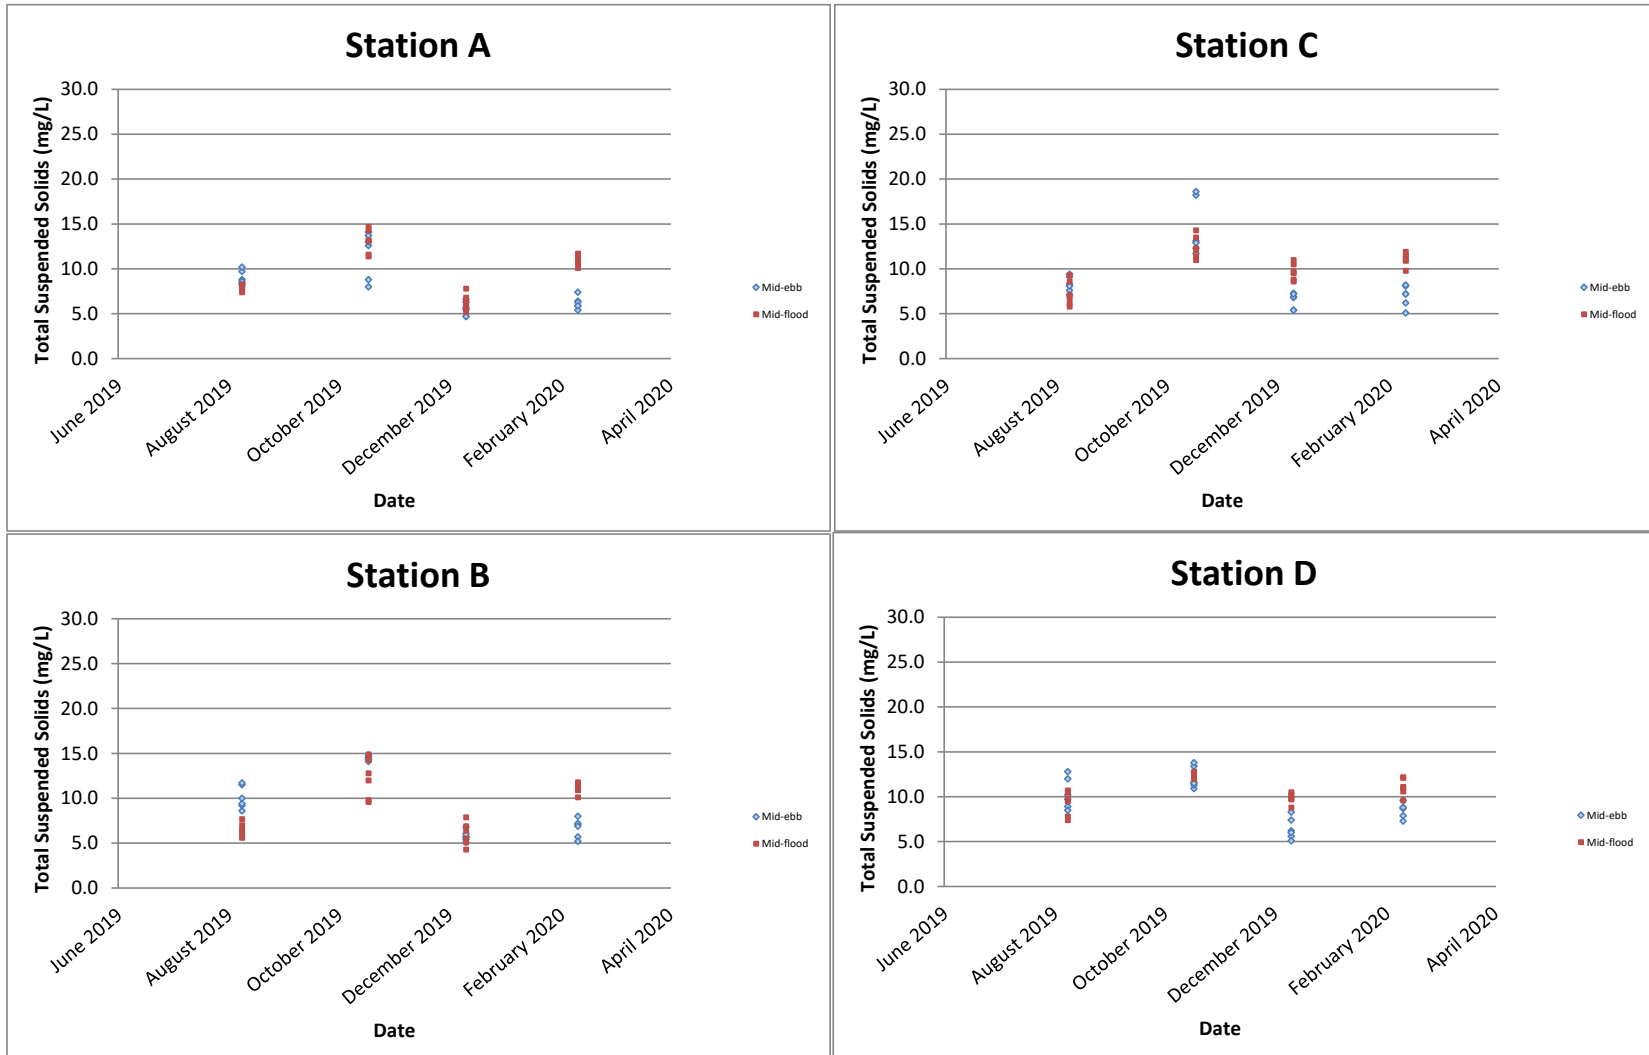 Station A
Total Suspended Solids (mg/L)
30.0
25.0
20.0
15.0
10.0
5.0
0.0
June 2019
August 2019
October 2019
December 2019
February 2020
April 2020
Date
Mid-ebb
Mid-flood
Station C
Total Suspended Solids (mg/L)
30.0
25.0
20.0
15.0
10.0
5.0
0.0
June 2019
August 2019
October 2019
December 2019
February 2020
April 2020
Date
Mid-ebb
Mid-flood
Station B
Total Suspended Solids (mg/L)
30.0
25.0
20.0
15.0
10.0
5.0
0.0
June 2019
August 2019
October 2019
December 2019
February 2020
April 2020
Date
Mid-ebb
Mid-flood
Station D
Total Suspended Solids (mg/L)
30.0
25.0
20.0
15.0
10.0
5.0
0.0
June 2019
August 2019
October 2019
December 2019
February 2020
April 2020
Date
Mid-ebb
Mid-flood